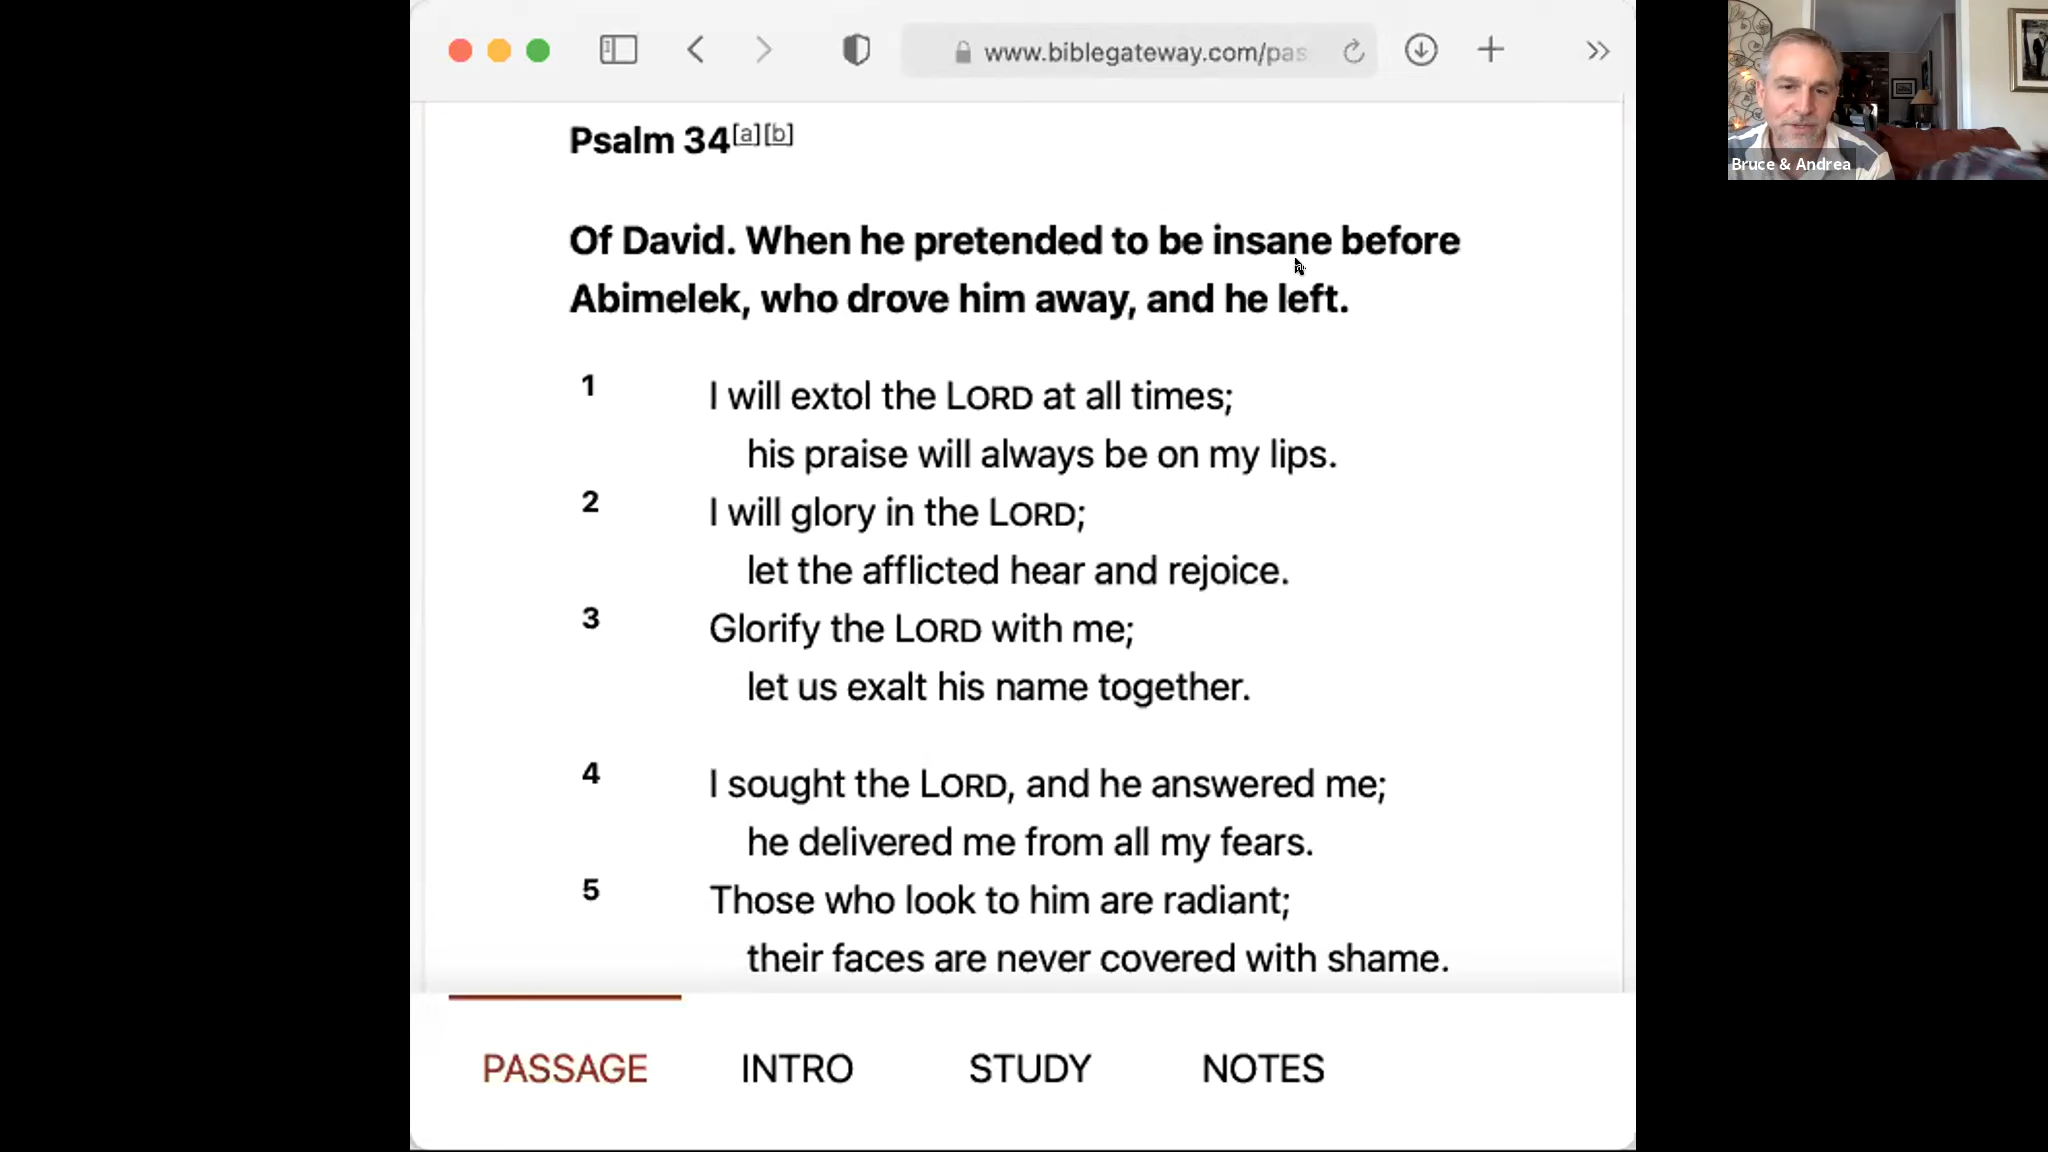 www.biblegateway.com/pas
Bruce & Andrea
Psalm 34[a][b]
Of David. When he pretended to be insane before
Abimelek, who drove him away, and he left.
1 I will extol the LORD at all times;
his praise will always be on my lips.
2 I will glory in the LORD;
let the afflicted hear and rejoice.
3 Glorify the LORD with me;
let us exalt his name together.
4 I sought the LORD, and he answered me;
he delivered me from all my fears.
5 Those who look to him are radiant;
their faces are never covered with shame.
PASSAGE INTRO STUDY NOTES